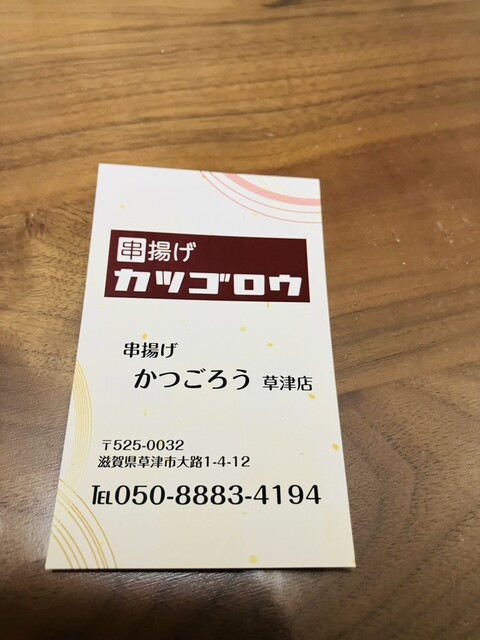 串揚げ
カツゴロウ
串揚げ
かつごろう 草津店
〒525-0032
滋賀県草津市大路1-4-12
TEL050-8883-4194